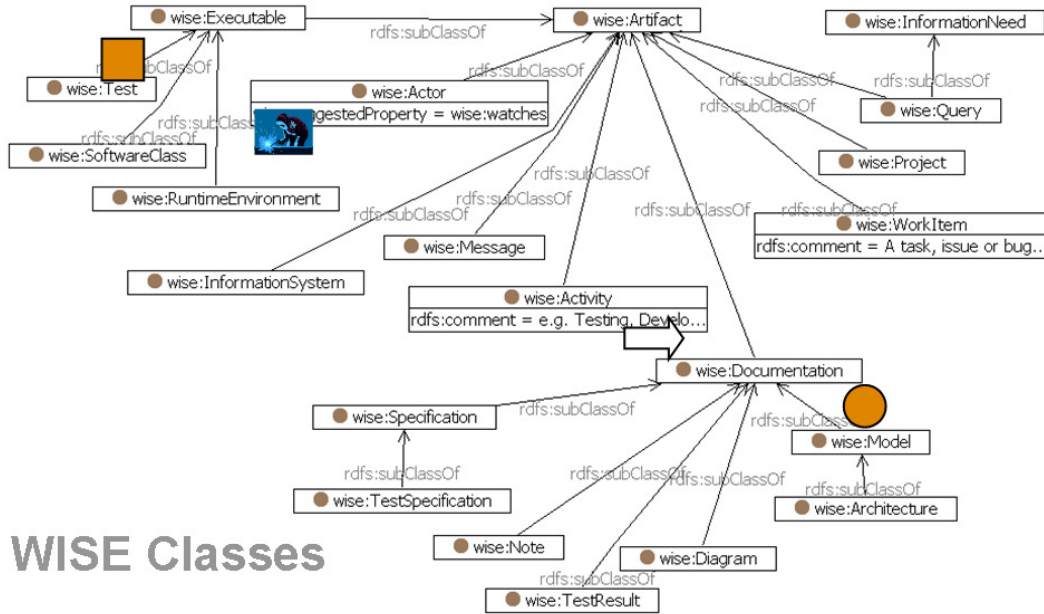 wise:Executable
wise:Artifact
wise:InformationNeed
rdfs:subClassOf
rdfs:subClassOf
rdfs:subClassOf
rdfs:subClassOf
wise:Test
wise:Actor
wise:watches
wise:Query
rdfs:subClassOf
rdfs:subClassOf
wise:SoftwareClass
wise:Project
wise:RuntimeEnvironment
rdfs:subClassOf
rdfs:subClassOf
rdfs:subClassOf
rdfs:subClassOf
wise:WorkItem
rdfs:comment = A task, issue or bug...
wise:Message
rdfs:subClassOf
rdfs:subClassOf
rdfs:subClassOf
wise:InformationSystem
wise:Activity
rdfs:comment = e.g. Testing, Develo...
wise:Documentation
wise:Specification
rdfs:subClassOf
wise:Model
rdfs:subClassOf
rdfs:subClassOf
rdfs:subClassOf
rdfs:subClassOf
wise:TestSpecification
wise:Architecture
WISE Classes
wise:Note
wise:Diagram
rdfs:subClassOf
wise:TestResult